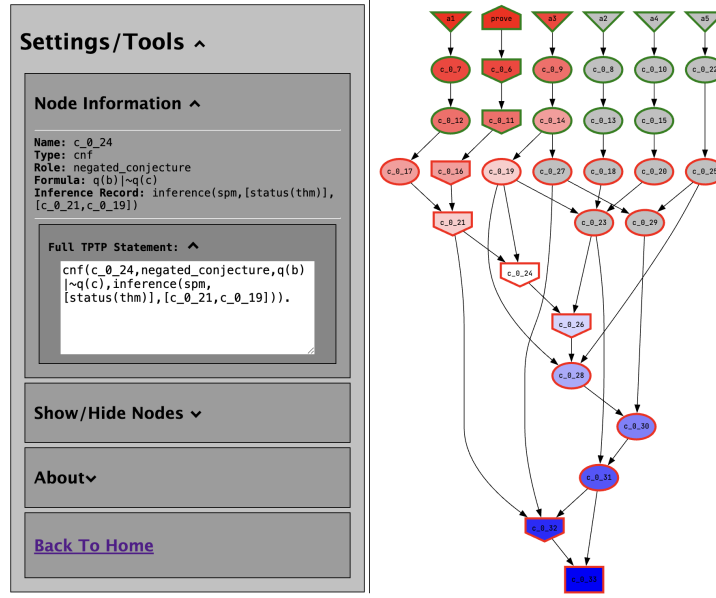 Settings/Tools
Node Information
Name: c_0_24
Type: cnf
Role: negated_conjecture
Formula: q(b)|~q(c)
Inference Record: inference(spm,[status(thm)],
[c_0_21,c_0_19])
Full TPTP Statement:
cnf(c_0_24,negated_conjecture,q(b)
|~q(c),inference(spm,
[status(thm)],[c_0_21,c_0_19])).
Show/Hide Nodes
About
Back To Home
a1 prove a3 a2 a4 a5
c_0_7 c_0_6 c_0_9 c_0_8 c_0_10 c_0_22
c_0_12 c_0_11 c_0_14 c_0_13 c_0_15
c_0_17 c_0_16 c_0_19 c_0_27 c_0_18 c_0_20 c_0_25
c_0_21 c_0_23 c_0_29
c_0_24
c_0_26
c_0_28
c_0_30
c_0_31
c_0_32